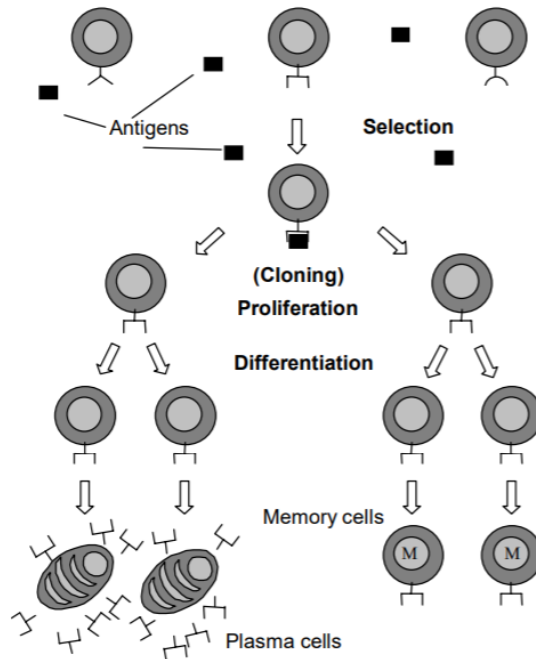 Antigens
Selection
(Cloning)
Proliferation
Differentiation
Memory cells
M M
Plasma cells